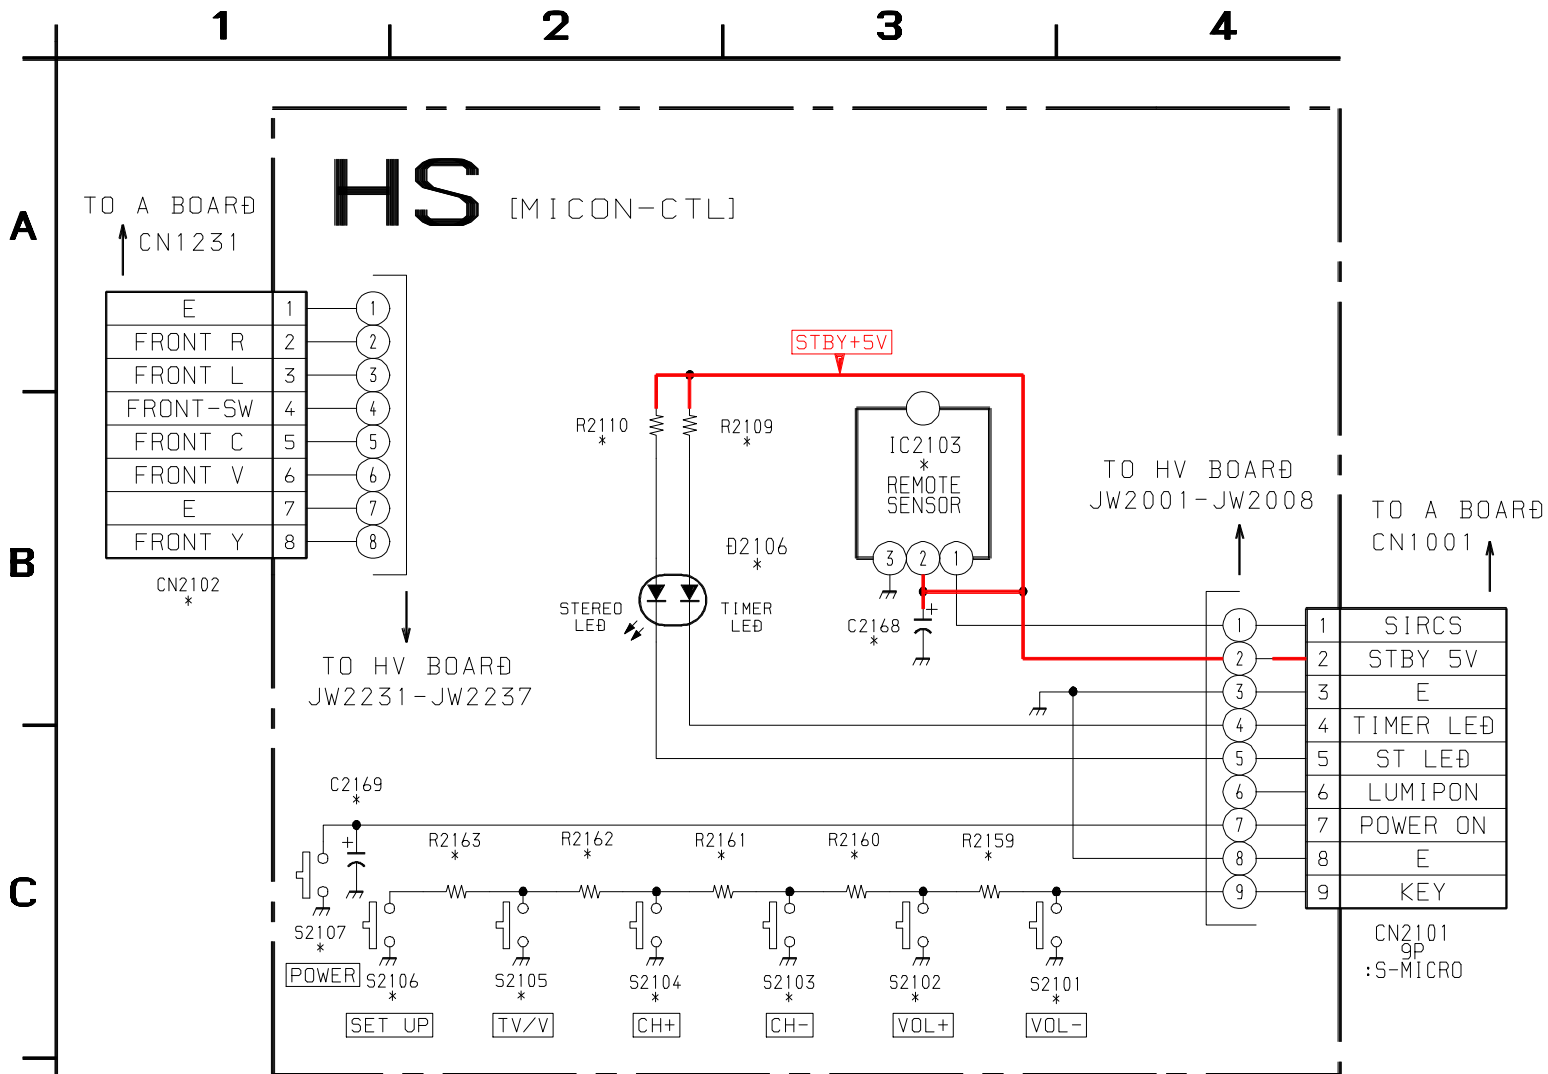 1 2 3 4
A
B
C
HS [MICON-CTL]
TO A BOARD
CN1231
E 1 1
FRONT R 2 2
FRONT L 3 3
FRONT-SW 4 4
FRONT C 5 5
FRONT V 6 6
E 7 7
FRONT Y 8 8
CN2102
*
TO HV BOARD
JW2231-JW2237
STBY+5V
R2110
*
R2109
*
IC2103
*
REMOTE
SENSOR
3 2 1
D2106
*
STEREO
LED
TIMER
LED
+
C2168
*
TO HV BOARD
JW2001-JW2008
TO A BOARD
CN1001
1 1 SIRCS
2 2 STBY 5V
3 3 E
4 4 TIMER LED
5 5 ST LED
6 6 LUMIPON
7 7 POWER ON
8 8 E
9 9 KEY
CN2101
9P
:S-MICRO
C2169
*
+
R2163
*
R2162
*
R2161
*
R2160
*
R2159
*
S2107
*
POWER
S2106
*
SET UP
S2105
*
TV/V
S2104
*
CH+
S2103
*
CH-
S2102
*
VOL+
S2101
*
VOL-